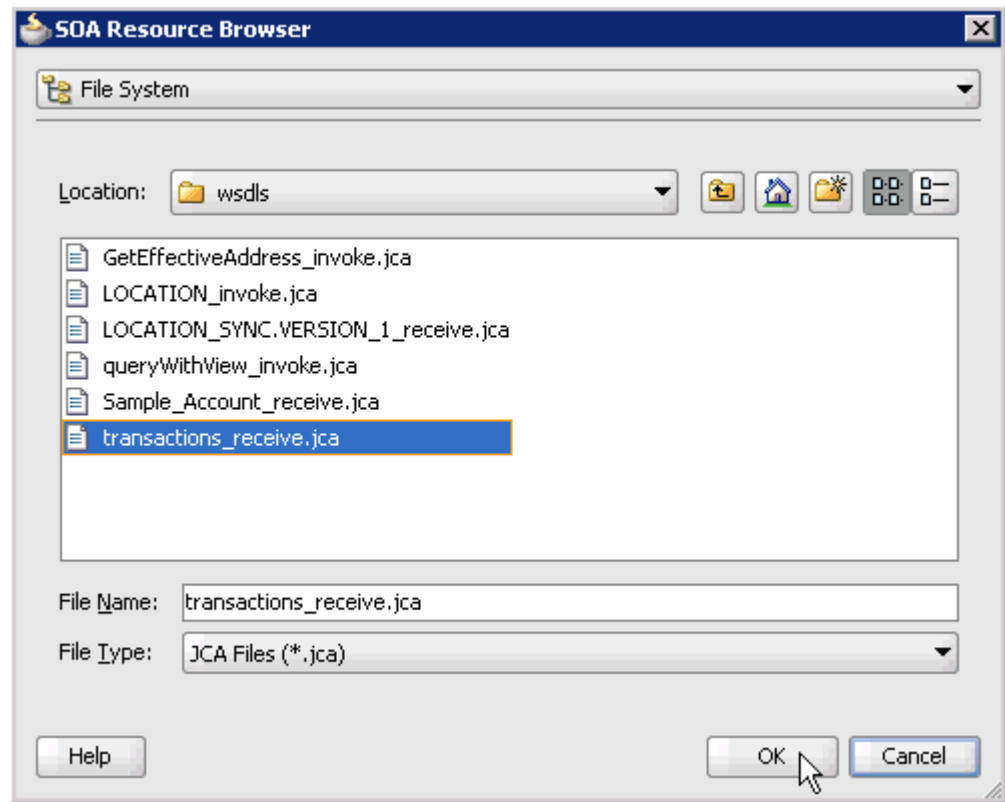 SOA Resource Browser
File System
Location: wsdls
GetEffectiveAddress_invoke.jca
LOCATION_invoke.jca
LOCATION_SYNC.VERSION_1_receive.jca
queryWithView_invoke.jca
Sample_Account_receive.jca
transactions_receive.jca
File Name: transactions_receive.jca
File Type: JCA Files (*.jca)
Help OK Cancel